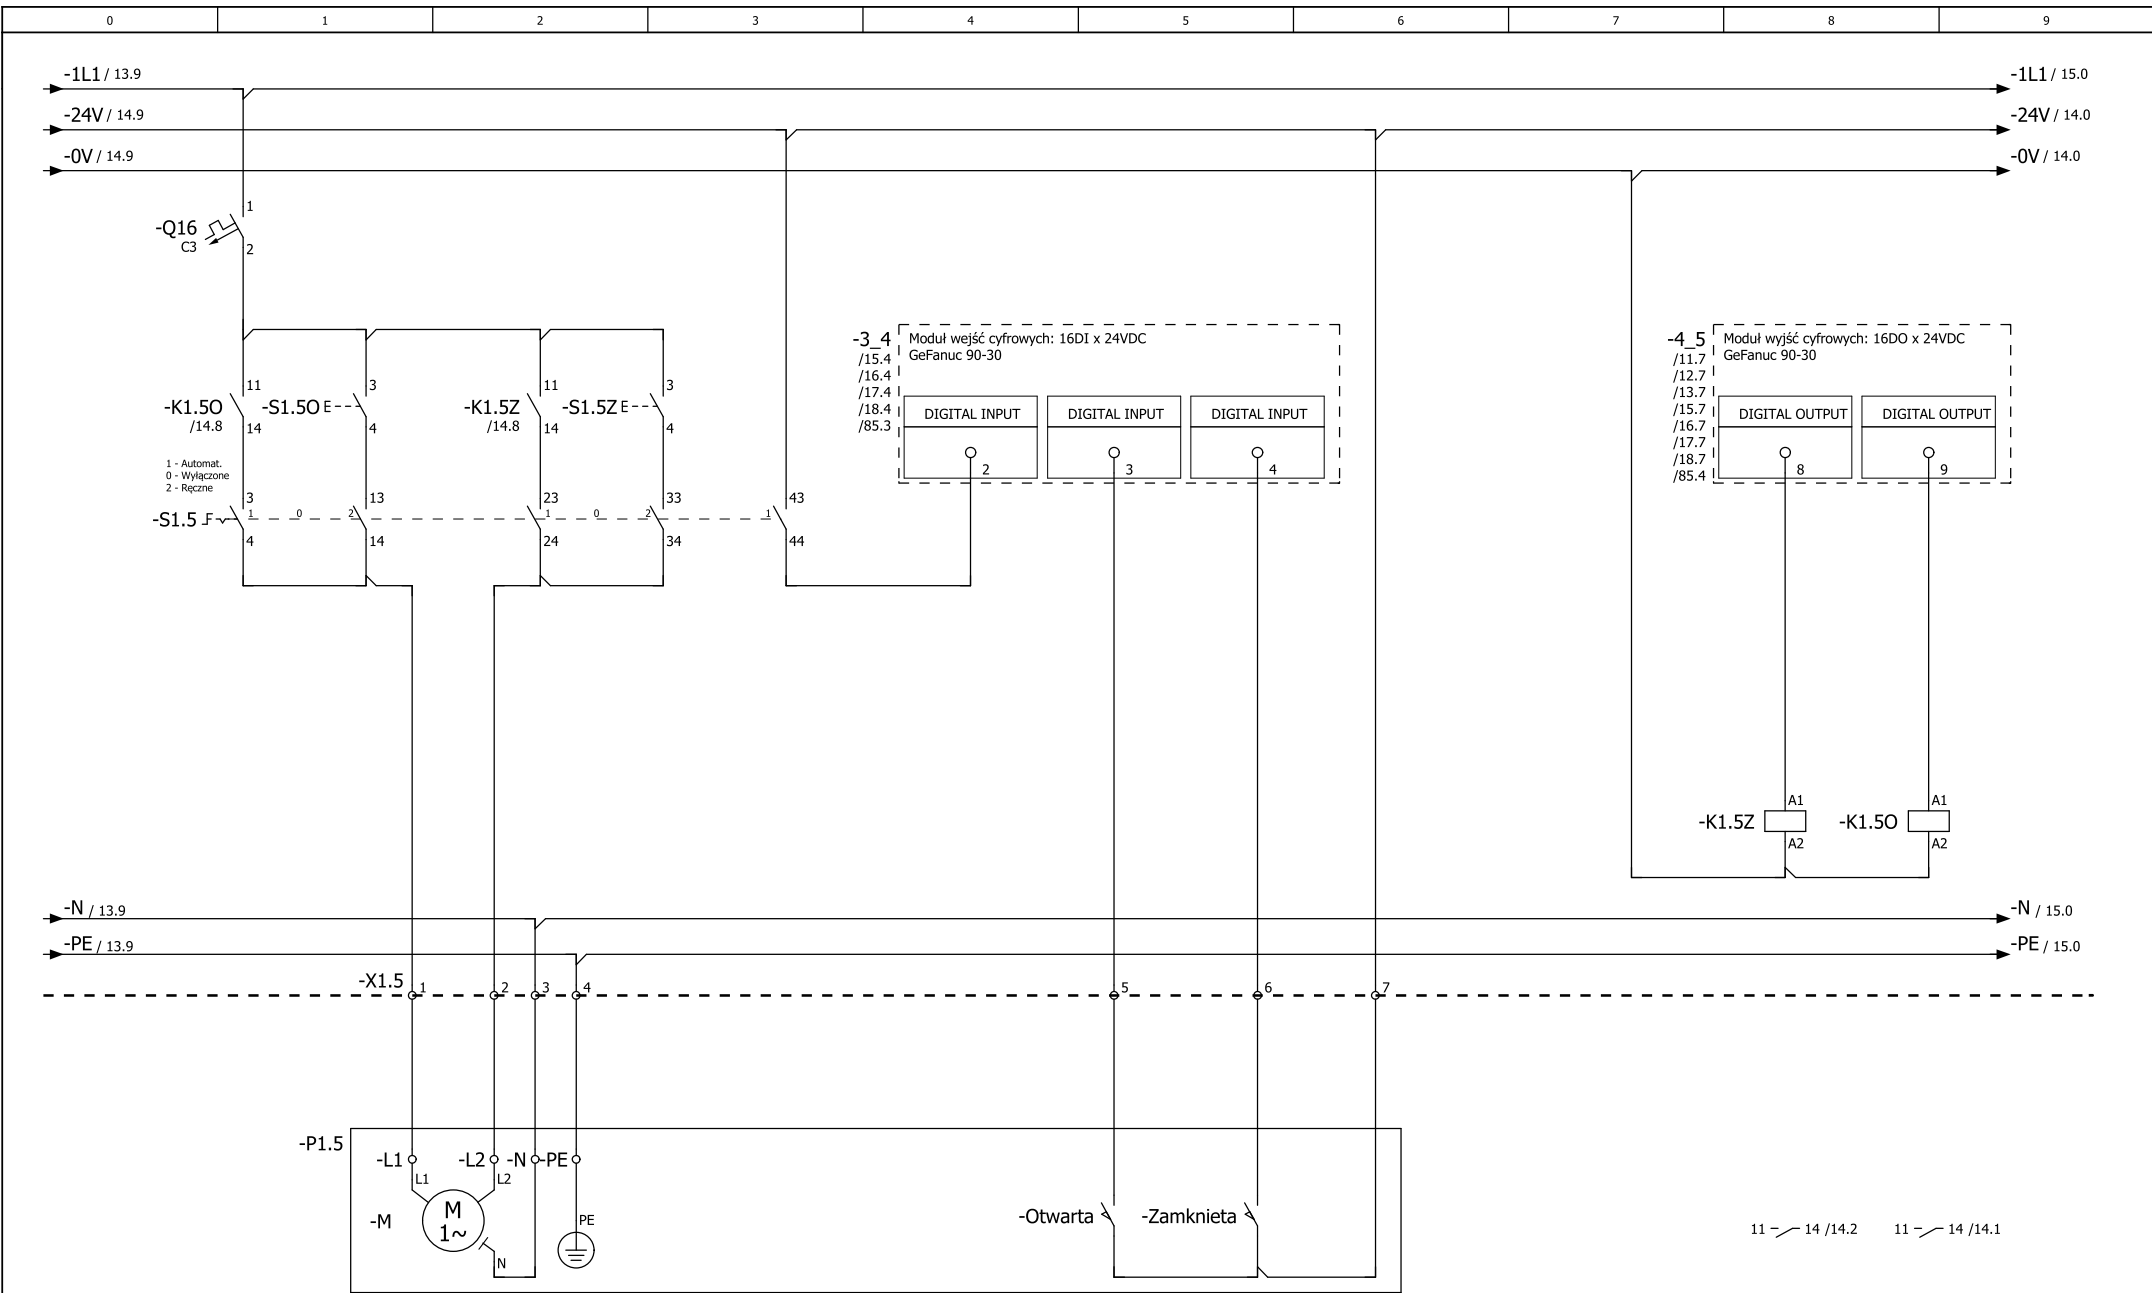 0 1 2 3 4 5 6 7 8 9
-1L1 / 13.9 -1L1 / 15.0
-24V / 14.9 -24V / 14.0
-0V / 14.9 -0V / 14.0
1
-Q16
C3
2
-3_4
/15.4
/16.4
/17.4
/18.4
/85.3
Moduł wejść cyfrowych: 16DI x 24VDC
GeFanuc 90-30
DIGITAL INPUT DIGITAL INPUT DIGITAL INPUT
2 3 4
-4_5
/11.7
/12.7
/13.7
/15.7
/16.7
/17.7
/18.7
/85.4
Moduł wyjść cyfrowych: 16DO x 24VDC
GeFanuc 90-30
DIGITAL OUTPUT DIGITAL OUTPUT
8 9
11 3 11 3
-K1.5O -S1.5O E -K1.5Z -S1.5Z E
/14.8 14 4 /14.8 14 4
1 - Automat.
0 - Wyłączone
2 - Ręczne
3 13 23 33 43
-S1.5 1 0 2 1 0 2 1
4 14 24 34 44
A1 A1
-K1.5Z -K1.5O
A2 A2
-N / 13.9 -N / 15.0
-PE / 13.9 -PE / 15.0
-X1.5 1 2 3 4 5 6 7
-P1.5
-L1 -L2 -N -PE
L1 L2
-M M
1~
PE
N
-Otwarta -Zamknieta
11 14 /14.2 11 14 /14.1